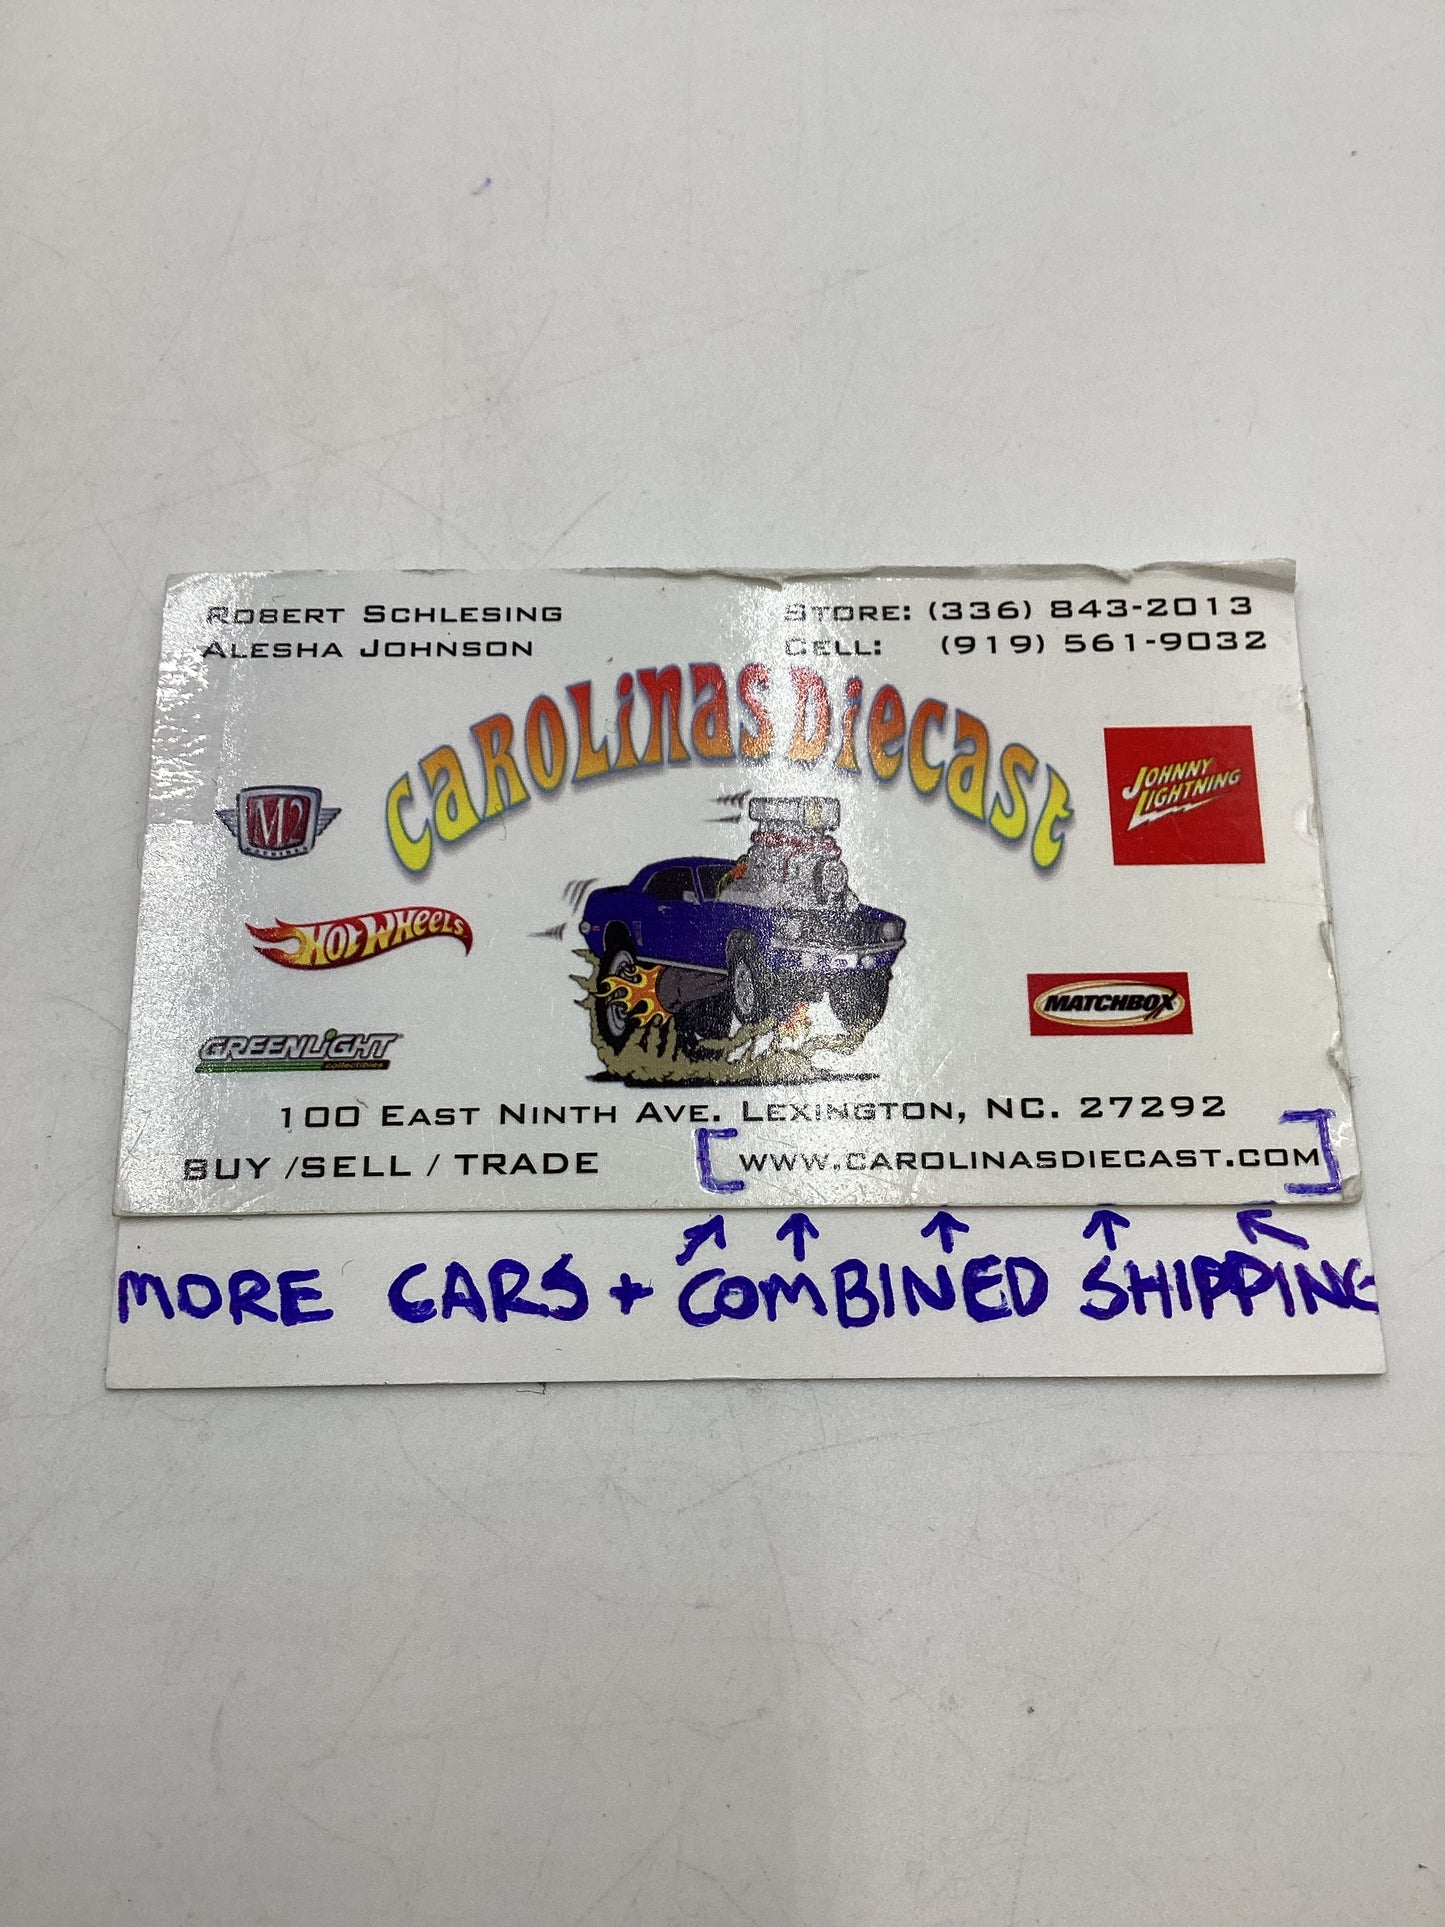 ROBERT SCHLESING
ALESHA JOHNSON
STORE: (336) 843-2013
CELL: (919) 561-9032
CAROLINAS DIECAST
M2
MACHINES
JOHNNY
LIGHTNING
HOT WHEELS
MATCHBOX
GREENLIGHT
collectibles
100 EAST NINTH AVE. LEXINGTON, NC. 27292
BUY /SELL / TRADE [WWW.CAROLINASDIECAST.COM]
MORE CARS + COMBINED SHIPPING